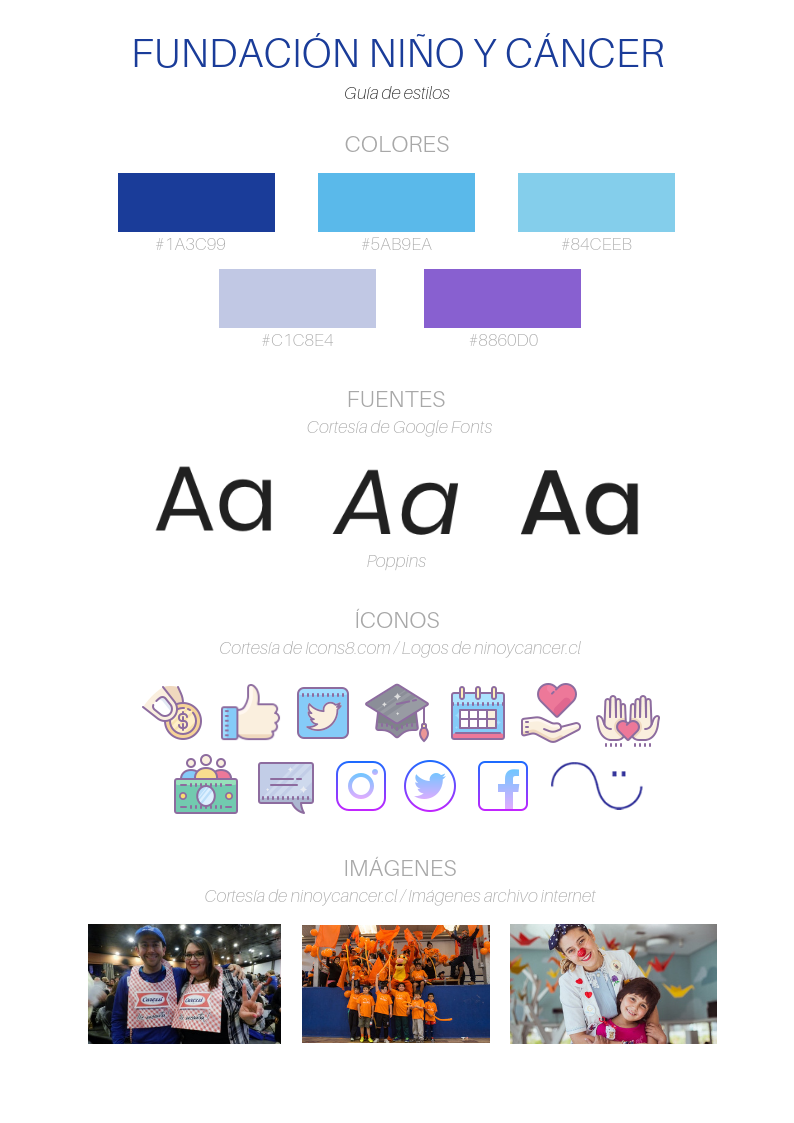 FUNDACIÓN NIÑO Y CÁNCER
Guía de estilos
COLORES
#1A3C99 #5AB9EA #84CEEB
#C1C8E4 #8860D0
FUENTES
Cortesía de Google Fonts
Aa Aa Aa
Poppins
ÍCONOS
Cortesía de Icons8.com / Logos de ninoycancer.cl
$
IMÁGENES
Cortesía de ninoycancer.cl / Imágenes archivo internet
Carozzi Carozzi